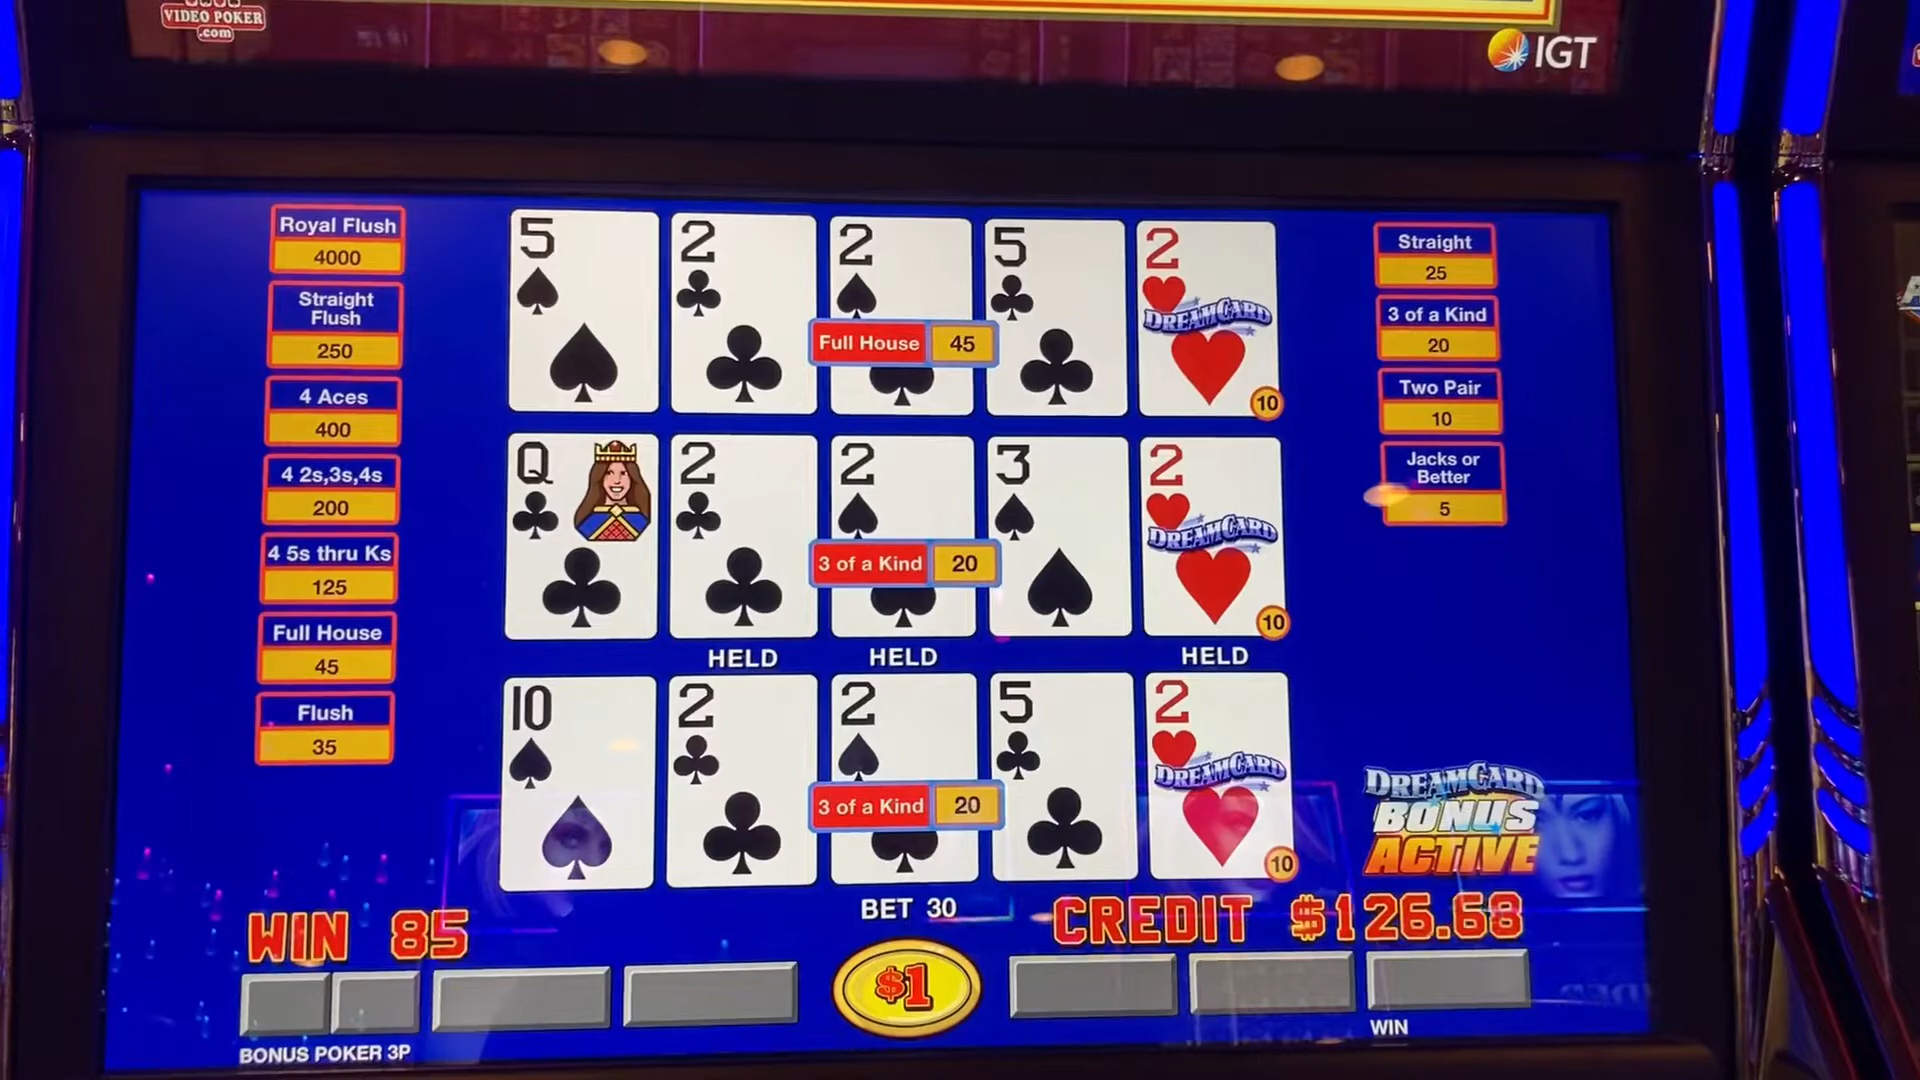 VIDEO POKER
.com
IGT
Royal Flush
4000
Straight
Flush
250
4 Aces
400
4 2s,3s,4s
200
4 5s thru Ks
125
Full House
45
Flush
35
5
2
2
5
2
DREAMCARD
Full House 45
10
Q
2
2
3
2
DREAMCARD
3 of a Kind 20
10
HELD
HELD
HELD
10
2
2
5
2
DREAMCARD
3 of a Kind 20
10
Straight
25
3 of a Kind
20
Two Pair
10
Jacks or
Better
5
DREAMCARD
BONUS
ACTIVE
WIN 85
BET 30
CREDIT $126.68
$1
WIN
BONUS POKER 3P